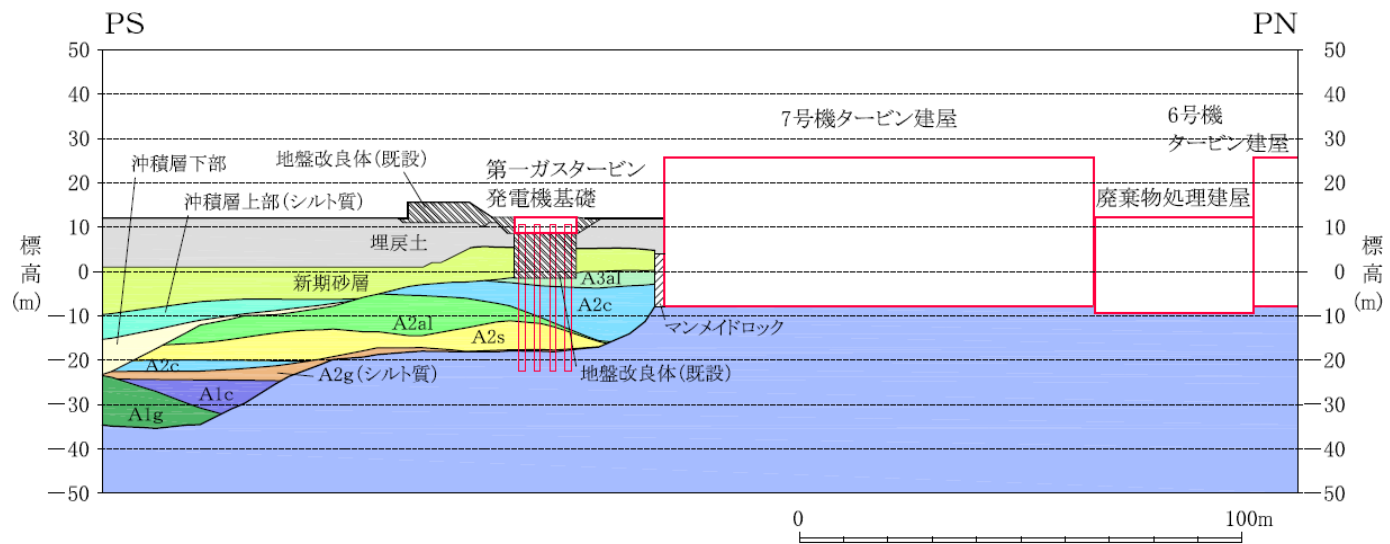 PS
PN
50
40
30
20
10
0
−10
−20
−30
−40
−50
標高(m)
50
40
30
20
10
0
−10
−20
−30
−40
−50
標高(m)
7号機タービン建屋
6号機
タービン建屋
廃棄物処理建屋
沖積層下部
地盤改良体(既設)
第一ガスタービン
発電機基礎
沖積層上部(シルト質)
埋戻土
新期砂層
A3al
A2c
A2al
マンメイドロック
A2s
A2c
A2g(シルト質)
地盤改良体(既設)
A1c
A1g
0
100m